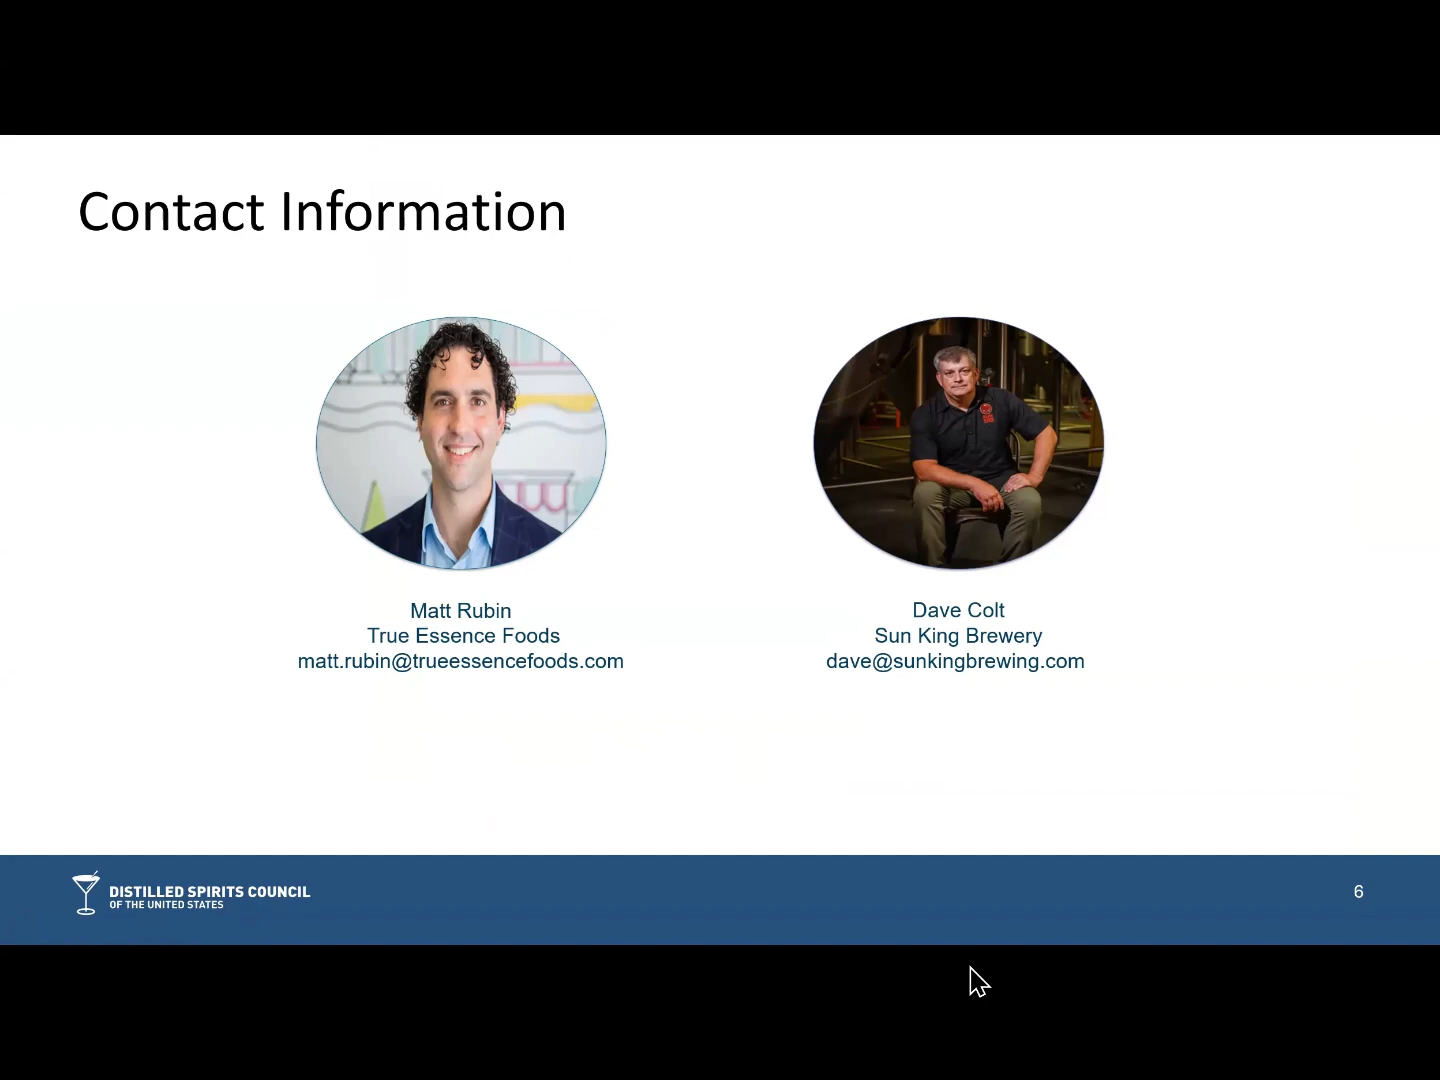 Contact Information
Matt Rubin
True Essence Foods
matt.rubin@trueessencefoods.com
Dave Colt
Sun King Brewery
dave@sunkingbrewing.com
DISTILLED SPIRITS COUNCIL
OF THE UNITED STATES
6